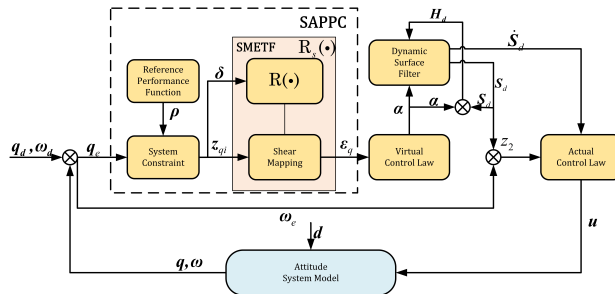 SAPPC
SMETF
R_s(•)
H_d
Reference
Performance
Function
δ
R(•)
Dynamic
Surface
Filter
Ṡ_d
S_d
ρ
α
α
S_d
q_d, ω_d
q_e
System
Constraint
z_qi
Shear
Mapping
ε_q
Virtual
Control Law
z_2
Actual
Control Law
ω_e
d
u
q, ω
Attitude
System Model